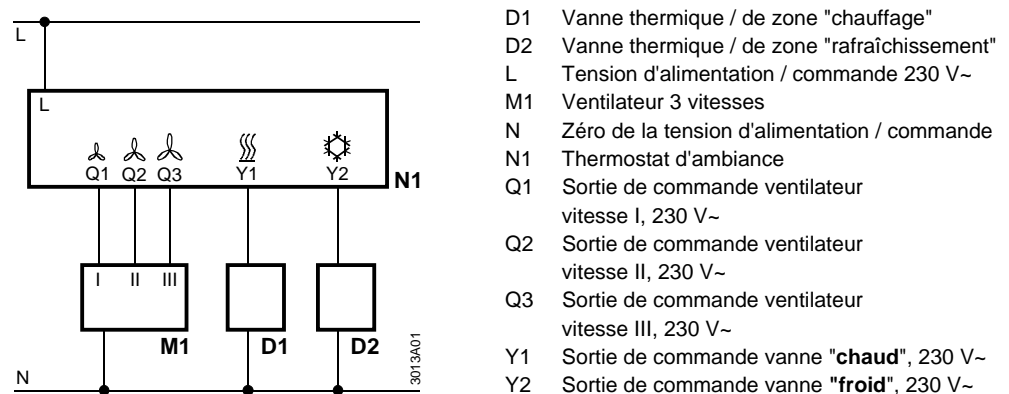 L
L
Q1 Q2 Q3 Y1 Y2
N1
I II III
M1 D1 D2
N
3013A01
D1 Vanne thermique / de zone "chauffage"
D2 Vanne thermique / de zone "rafraîchissement"
L Tension d'alimentation / commande 230 V~
M1 Ventilateur 3 vitesses
N Zéro de la tension d'alimentation / commande
N1 Thermostat d'ambiance
Q1 Sortie de commande ventilateur
vitesse I, 230 V~
Q2 Sortie de commande ventilateur
vitesse II, 230 V~
Q3 Sortie de commande ventilateur
vitesse III, 230 V~
Y1 Sortie de commande vanne "chaud", 230 V~
Y2 Sortie de commande vanne "froid", 230 V~